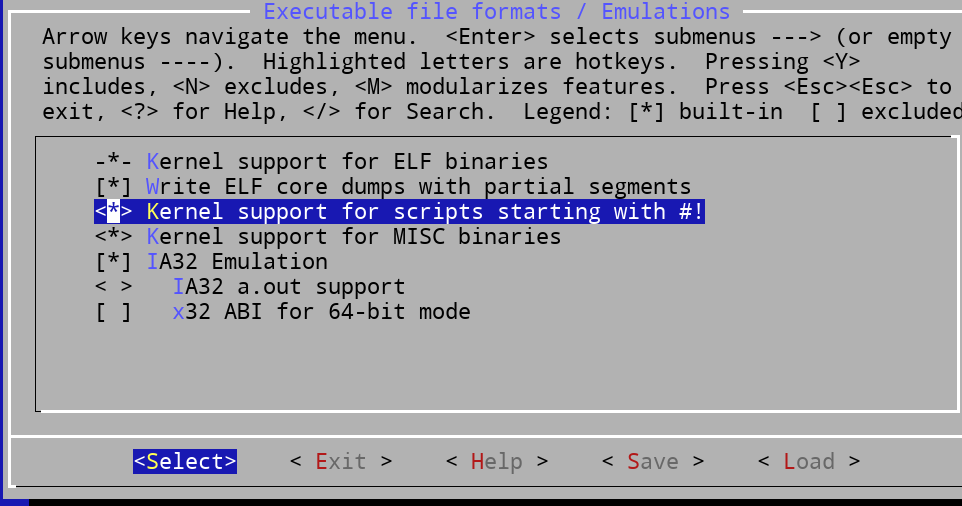 Executable file formats / Emulations
Arrow keys navigate the menu.  <Enter> selects submenus ---> (or empty
submenus ----).  Highlighted letters are hotkeys.  Pressing <Y>
includes, <N> excludes, <M> modularizes features.  Press <Esc><Esc> to
exit, <?> for Help, </> for Search.  Legend: [*] built-in  [ ] excluded
-*- Kernel support for ELF binaries
[*] Write ELF core dumps with partial segments
<*> Kernel support for scripts starting with #!
<*> Kernel support for MISC binaries
[*] IA32 Emulation
< >   IA32 a.out support
[ ]   x32 ABI for 64-bit mode
<Select>    < Exit >    < Help >    < Save >    < Load >